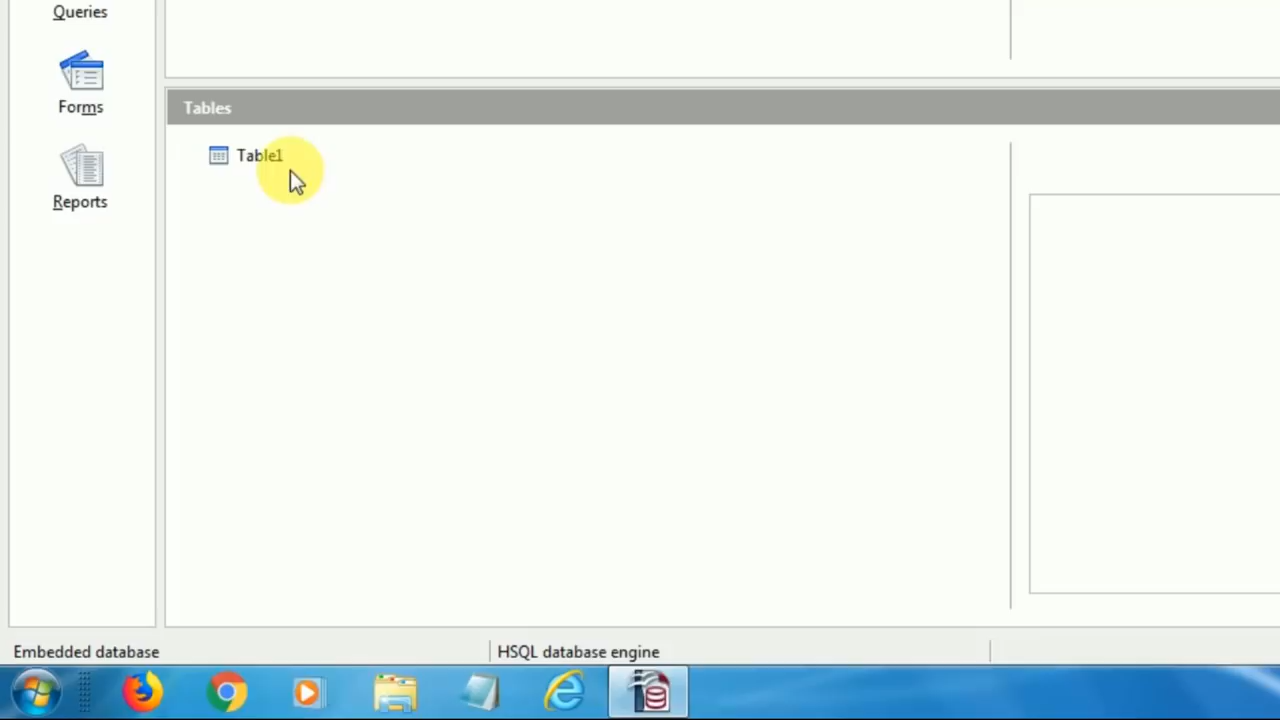 Queries
Forms
Reports
Tables
Table1
Embedded database
HSQL database engine